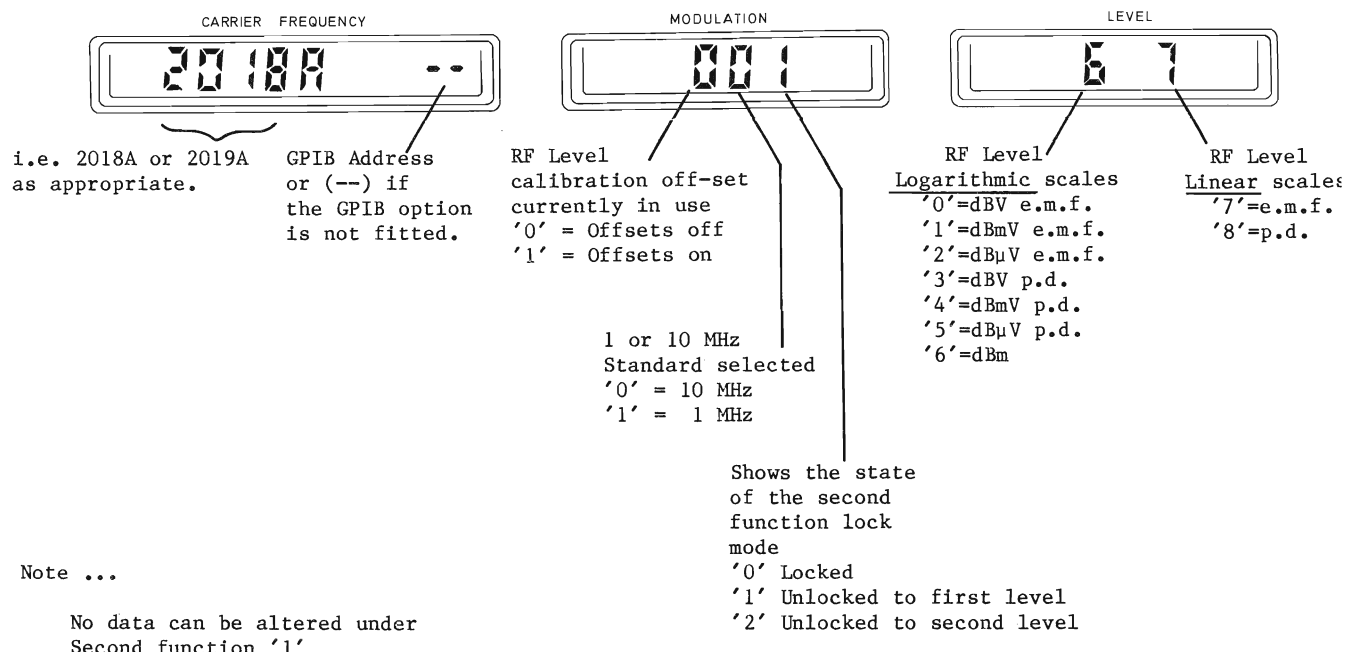 CARRIER FREQUENCY
2018A --
MODULATION
001
LEVEL
6 7
i.e. 2018A or 2019A
as appropriate.
GPIB Address
or (--) if
the GPIB option
is not fitted.
RF Level
calibration off-set
currently in use
'0' = Offsets off
'1' = Offsets on
1 or 10 MHz
Standard selected
'0' = 10 MHz
'1' = 1 MHz
Shows the state
of the second
function lock
mode
'0' Locked
'1' Unlocked to first level
'2' Unlocked to second level
RF Level
Logarithmic scales
'0'=dBV e.m.f.
'1'=dBmV e.m.f.
'2'=dBμV e.m.f.
'3'=dBV p.d.
'4'=dBmV p.d.
'5'=dBμV p.d.
'6'=dBm
RF Level
Linear scales
'7'=e.m.f.
'8'=p.d.
Note ...
No data can be altered under
Second function '1'